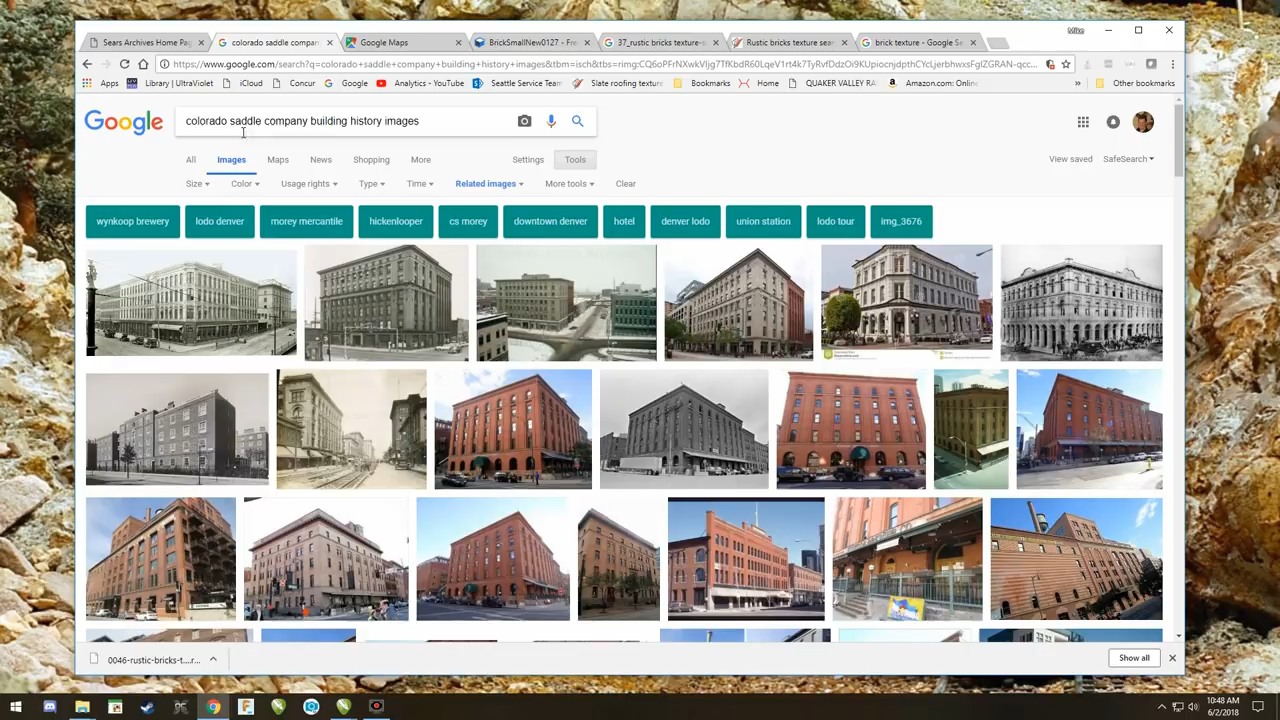 Mike
Sears Archives Home Pag
colorado saddle compan
Google Maps
BrickSmallNew0127 - Fre
37_rustic bricks texture-s
Rustic bricks texture sea
brick texture - Google Se
https://www.google.com/search?q=colorado+saddle+company+building+history+images&tbm=isch&tbs=rimg:
Apps
Library | UltraViolet
iCloud
Concur
Google
Analytics - YouTube
Seattle Service Team
Slate roofing texture
Bookmarks
Home
QUAKER VALLEY RA
Amazon.com: Onlin
»
Other bookmarks
Google
colorado saddle company building history images
All
Images
Maps
News
Shopping
More
Settings
Tools
View saved
SafeSearch
Size
Color
Usage rights
Type
Time
Related images
More tools
Clear
wynkoop brewery
lodo denver
morey mercantile
hickenlooper
cs morey
downtown denver
hotel
denver lodo
union station
lodo tour
img_3676
0046-rustic-bricks-t....r...
Show all
10:48 AM
6/2/2018